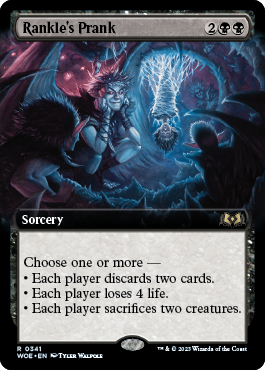 Rankle's Prank 2
Sorcery
Choose one or more —
• Each player discards two cards.
• Each player loses 4 life.
• Each player sacrifices two creatures.
R 0341
WOE • EN Tyler Walpole
™ & © 2023 Wizards of the Coast